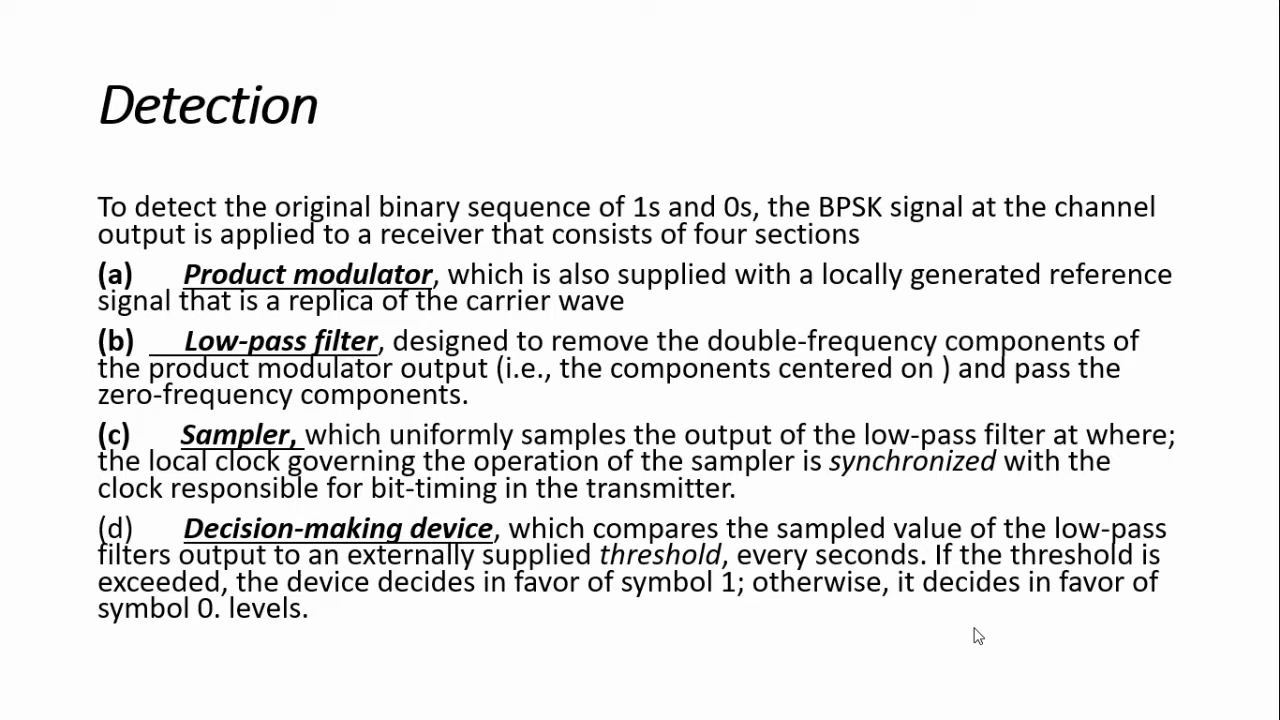 Detection
To detect the original binary sequence of 1s and 0s, the BPSK signal at the channel
output is applied to a receiver that consists of four sections
(a) Product modulator, which is also supplied with a locally generated reference
signal that is a replica of the carrier wave
(b) Low-pass filter, designed to remove the double-frequency components of
the product modulator output (i.e., the components centered on ) and pass the
zero-frequency components.
(c) Sampler, which uniformly samples the output of the low-pass filter at where;
the local clock governing the operation of the sampler is synchronized with the
clock responsible for bit-timing in the transmitter.
(d) Decision-making device, which compares the sampled value of the low-pass
filters output to an externally supplied threshold, every seconds. If the threshold is
exceeded, the device decides in favor of symbol 1; otherwise, it decides in favor of
symbol 0. levels.